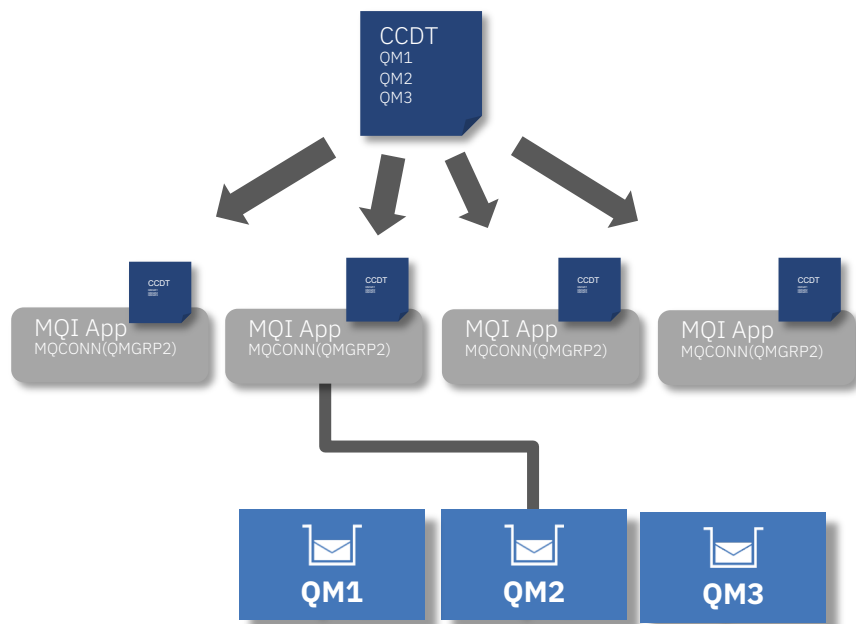 CCDT
QM1
QM2
QM3
CCDT
CCDT
CCDT
CCDT
MQI App
MQCONN(QMGRP2)
MQI App
MQCONN(QMGRP2)
MQI App
MQCONN(QMGRP2)
MQI App
MQCONN(QMGRP2)
QM1
QM2
QM3